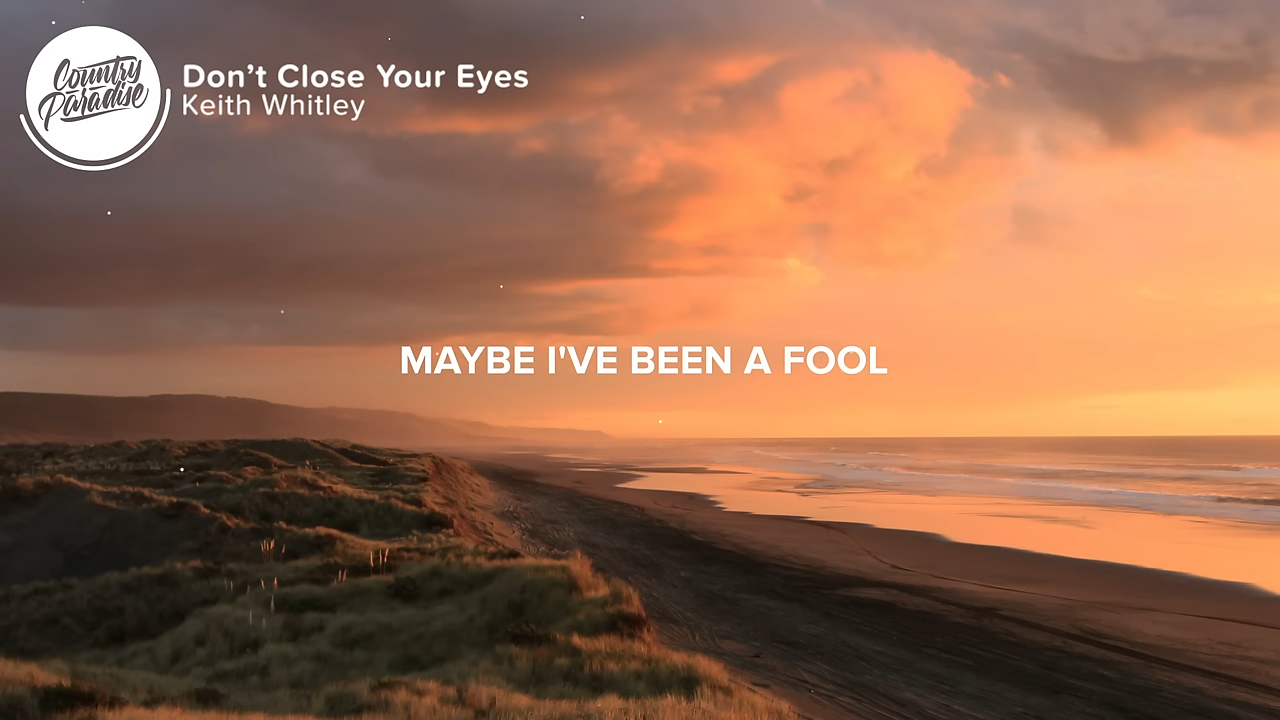 Country
Paradise
Don't Close Your Eyes
Keith Whitley
MAYBE I'VE BEEN A FOOL